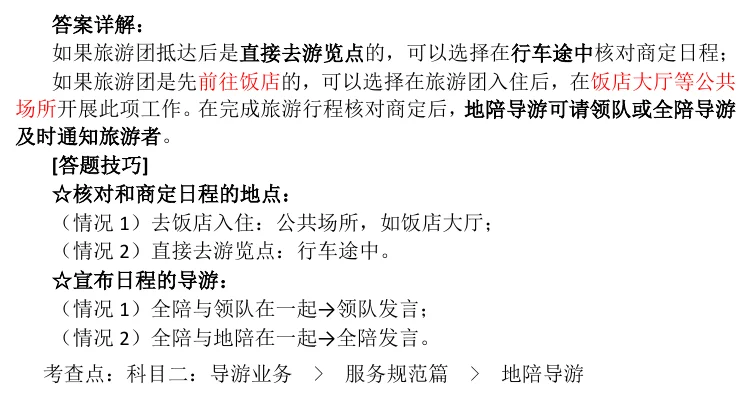 答案详解：
如果旅游团抵达后是直接去游览点的，可以选择在行车途中核对商定日程；
如果旅游团是先前往饭店的，可以选择在旅游团入住后，在饭店大厅等公共
场所开展此项工作。在完成旅游行程核对商定后，地陪导游可请领队或全陪导游
及时通知旅游者。
[答题技巧]
☆核对和商定日程的地点：
（情况 1）去饭店入住：公共场所，如饭店大厅；
（情况 2）直接去游览点：行车途中。
☆宣布日程的导游：
（情况 1）全陪与领队在一起→领队发言；
（情况 2）全陪与地陪在一起→全陪发言。
考查点：科目二：导游业务 > 服务规范篇 > 地陪导游